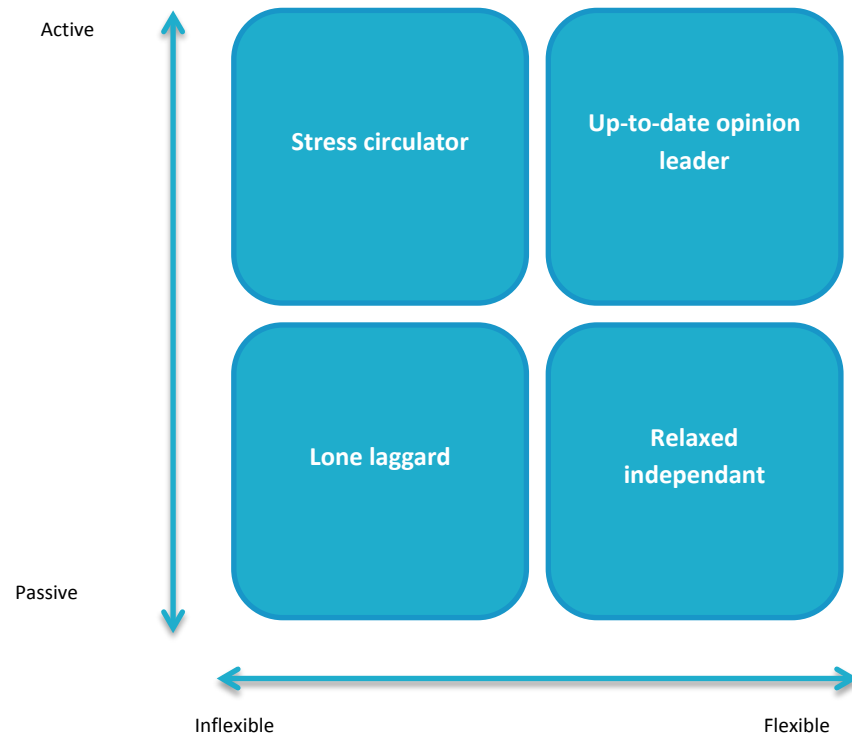 Active
Stress circulator
Up-to-date opinion
leader
Lone laggard
Relaxed
independant
Passive
Inflexible
Flexible